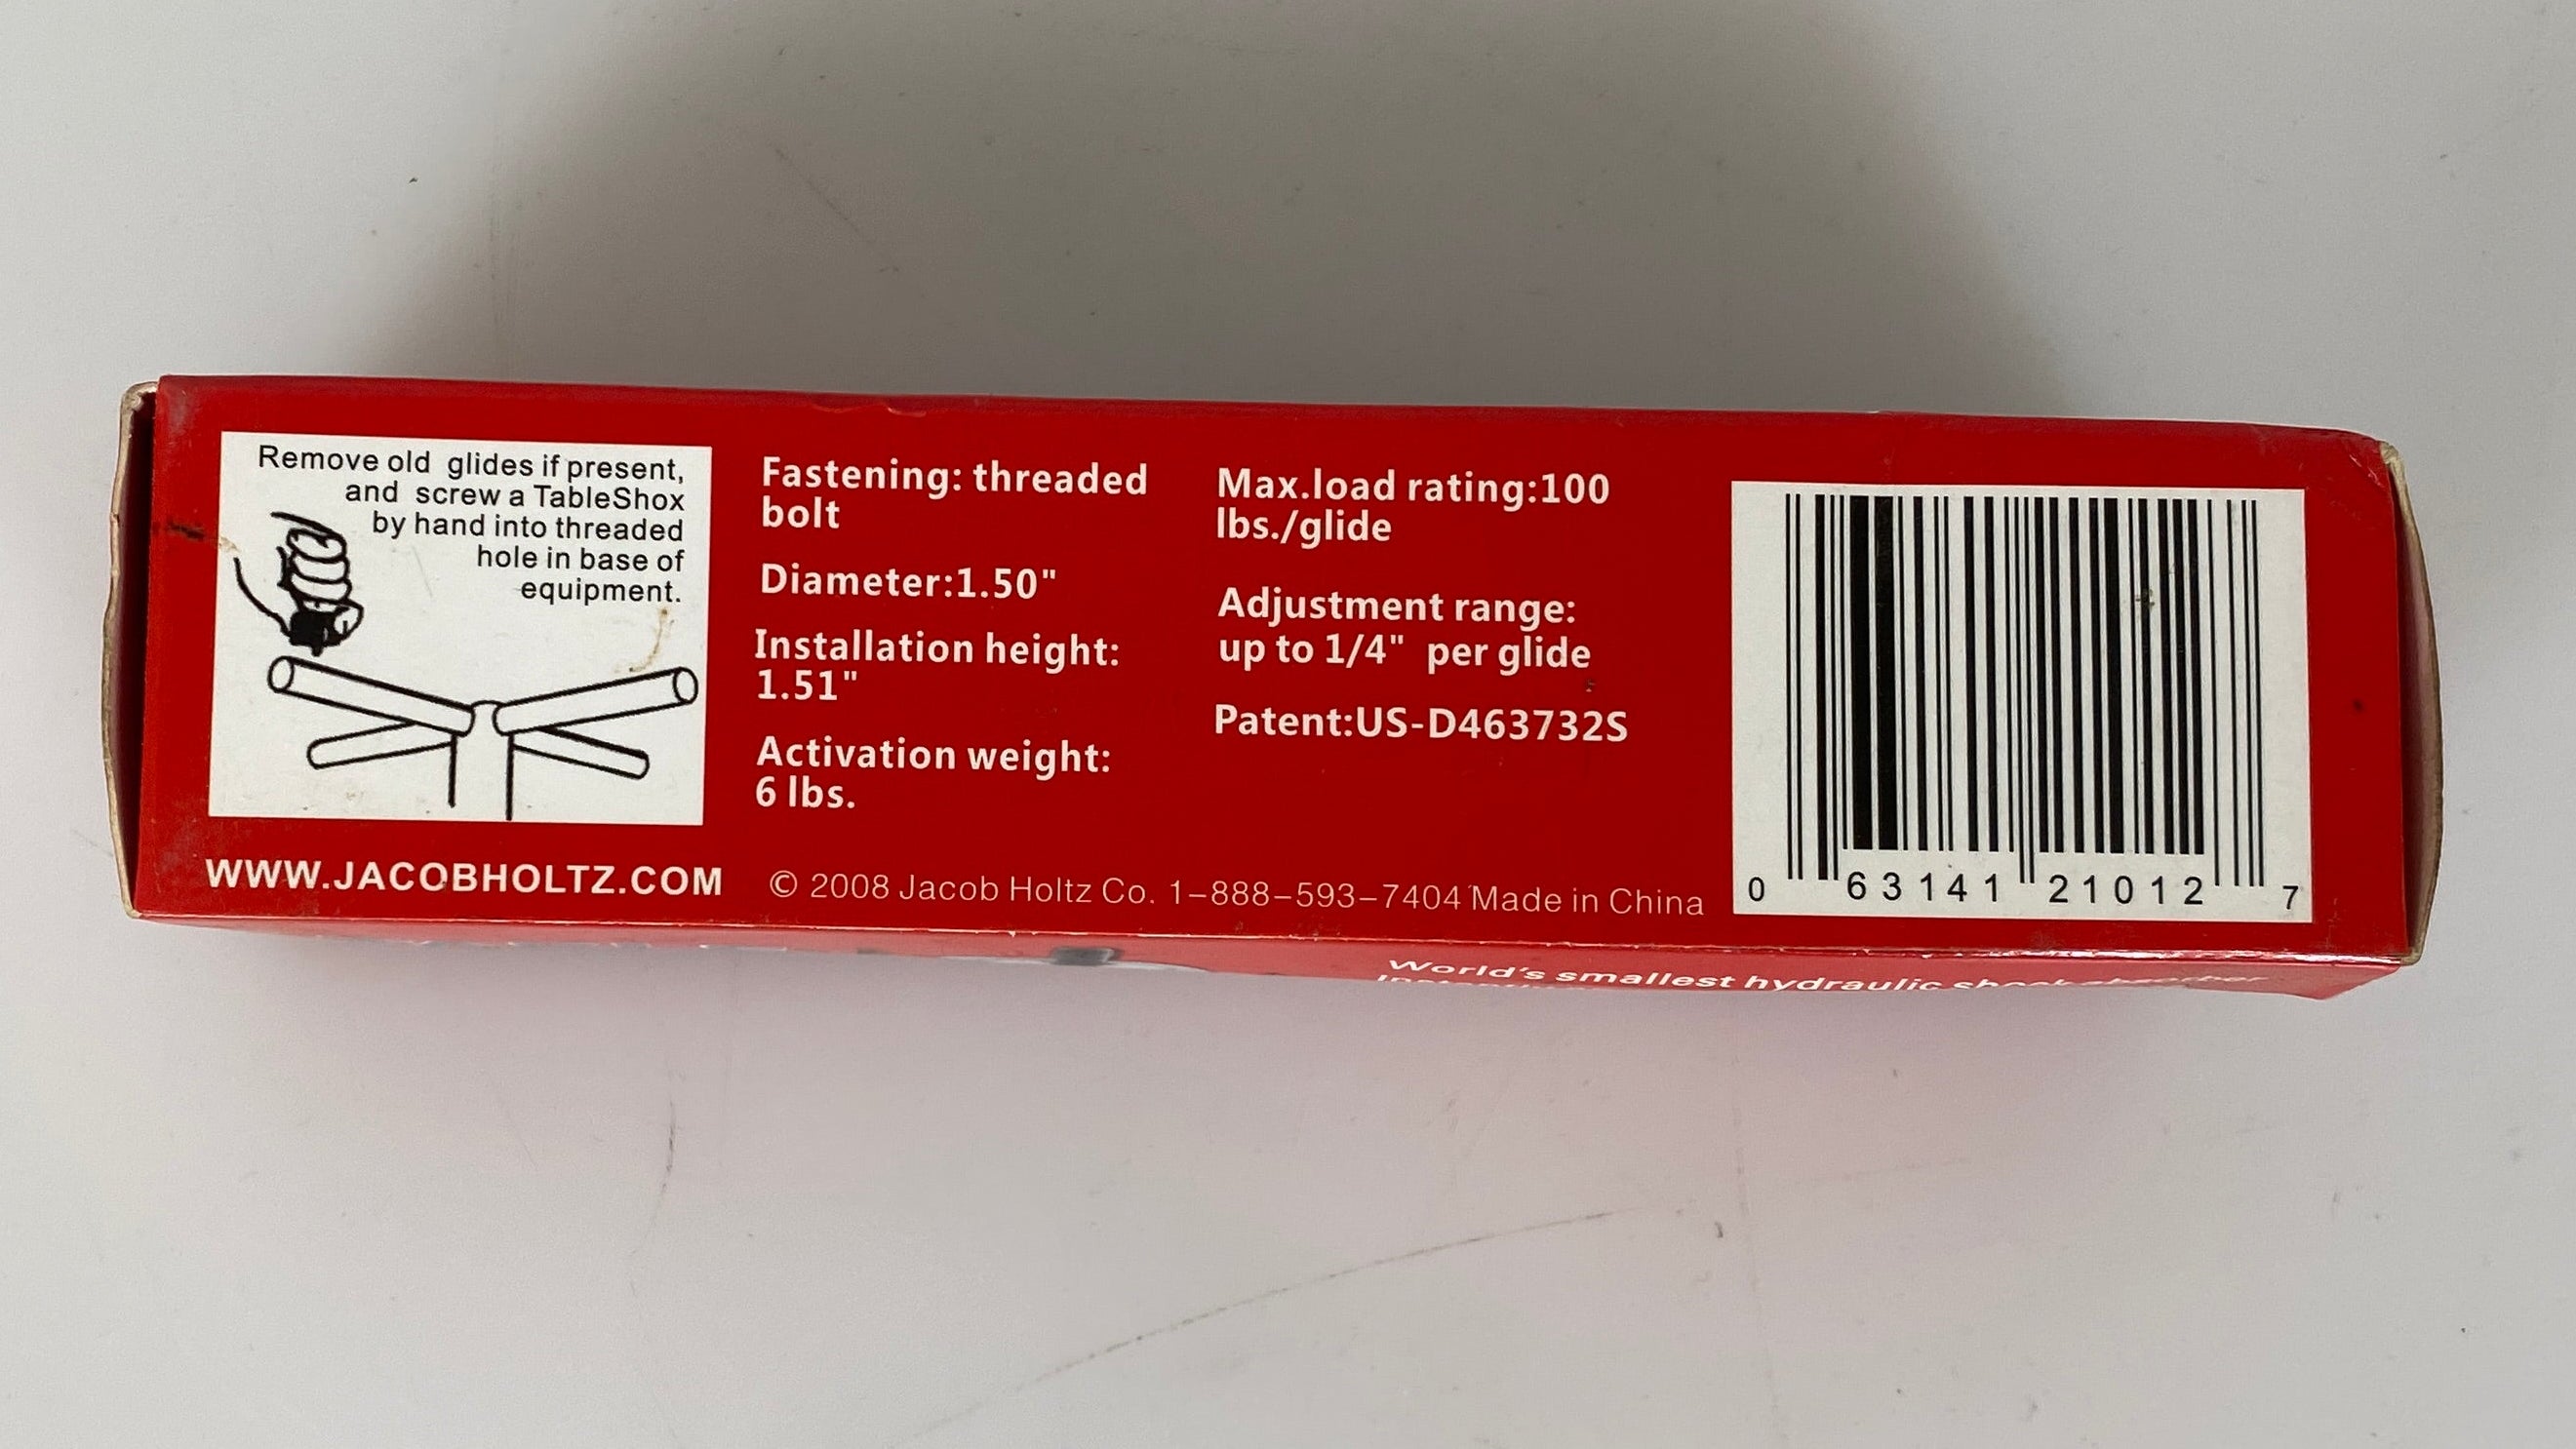 Remove old glides if present,
and screw a TableShox
by hand into threaded
hole in base of
equipment.
Fastening: threaded
bolt
Diameter:1.50"
Installation height:
1.51"
Activation weight:
6 lbs.
Max.load rating:100
lbs./glide
Adjustment range:
up to 1/4" per glide
Patent:US-D463732S
0 63141 21012 7
WWW.JACOBHOLTZ.COM
© 2008 Jacob Holtz Co. 1-888-593-7404 Made in China
World's smallest hydraulic shock absorber